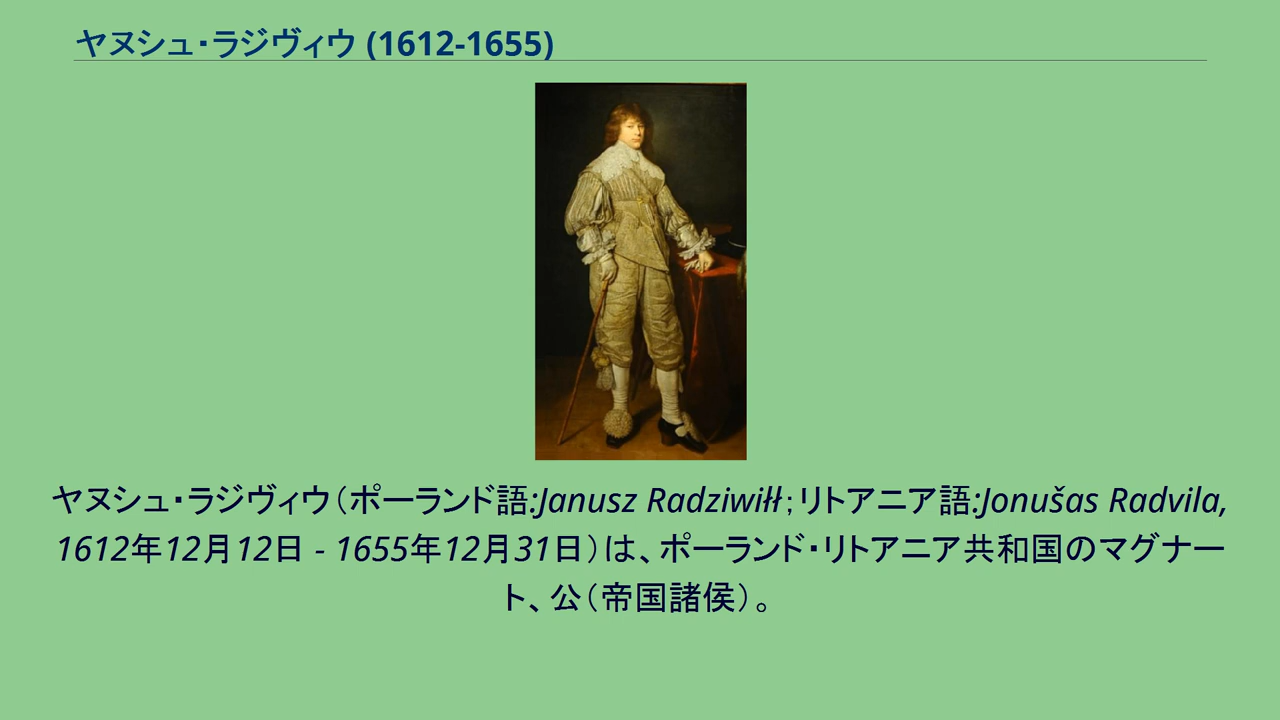 ヤヌシュ・ラジヴィウ (1612-1655)
ヤヌシュ・ラジヴィウ（ポーランド語:Janusz Radziwiłł；リトアニア語:Jonušas Radvila,
1612年12月12日 - 1655年12月31日）は、ポーランド・リトアニア共和国のマグナー
ト、公（帝国諸侯）。